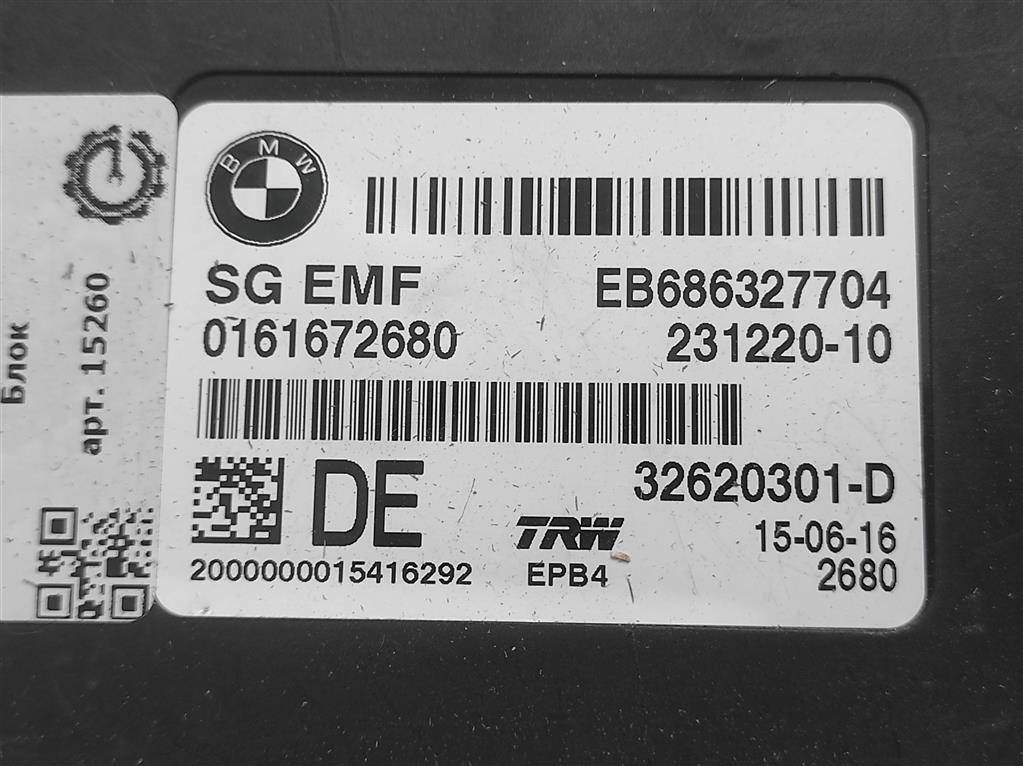 Блок
арт. 15260
BMW
SG EMF
EB686327704
0161672680
231220-10
DE
32620301-D
TRW
15-06-16
2000000015416292
EPB4
2680